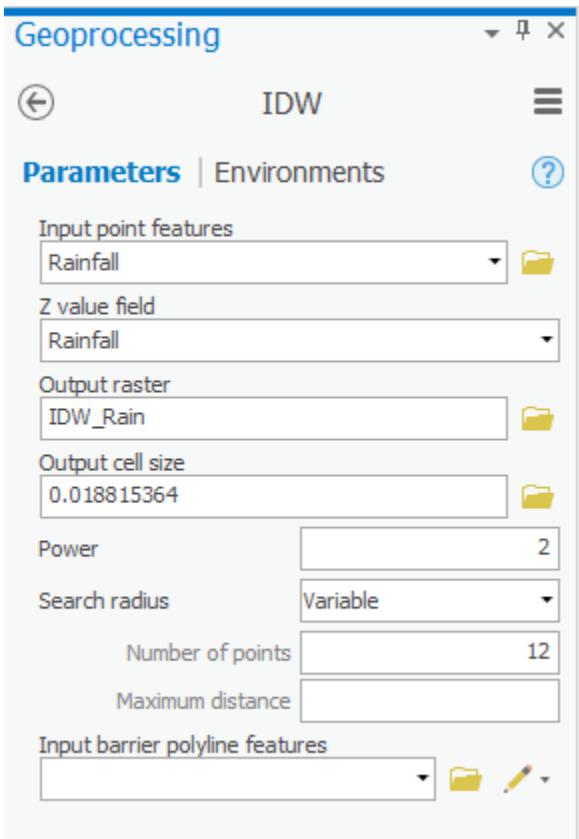 Geoprocessing
IDW
Parameters | Environments
?
Input point features
Rainfall
Z value field
Rainfall
Output raster
IDW_Rain
Output cell size
0.018815364
Power 2
Search radius Variable
Number of points 12
Maximum distance
Input barrier polyline features